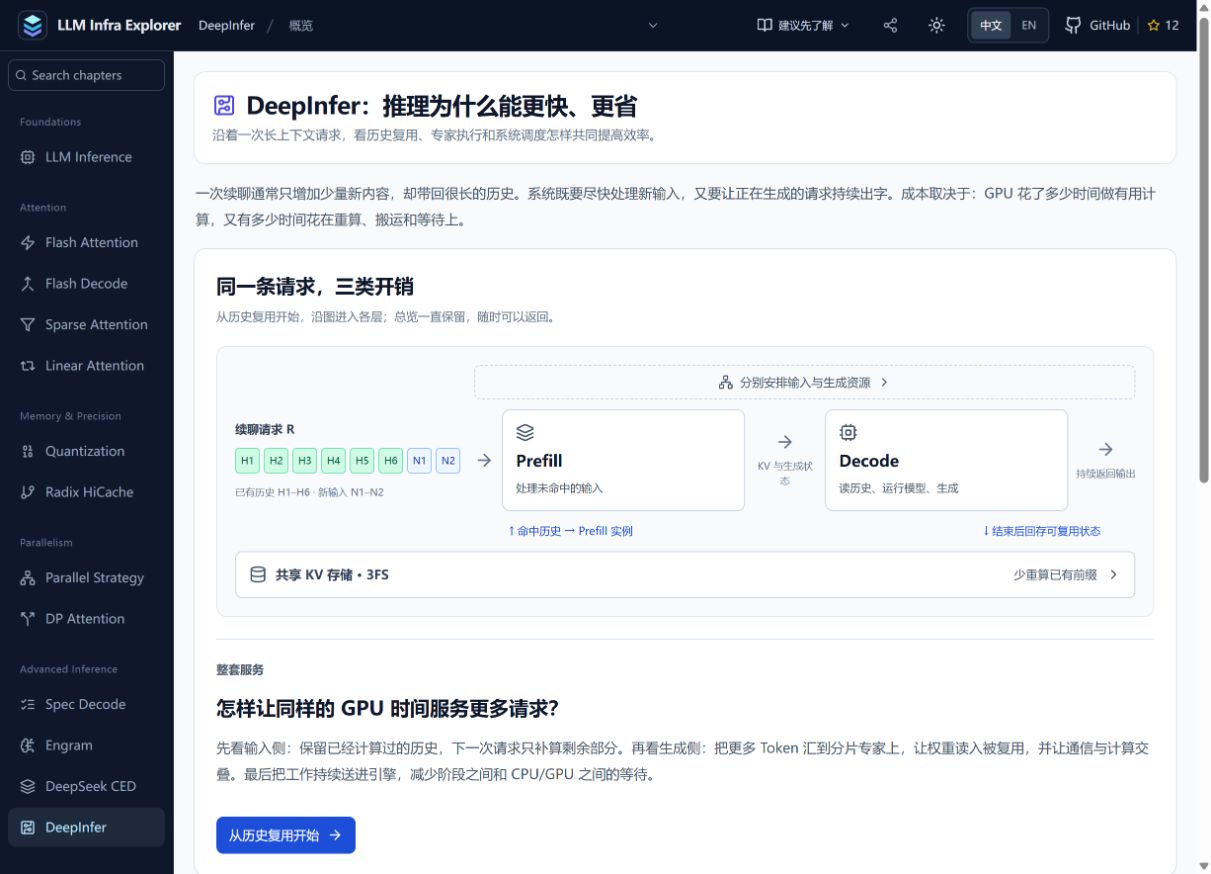 LLM Infra Explorer
DeepInfer / 概览
建议先了解
中文
EN
GitHub
12
Search chapters
Foundations
LLM Inference
Attention
Flash Attention
Flash Decode
Sparse Attention
Linear Attention
Memory & Precision
Quantization
Radix HiCache
Parallelism
Parallel Strategy
DP Attention
Advanced Inference
Spec Decode
Engram
DeepSeek CED
DeepInfer
DeepInfer：推理为什么能更快、更省
沿着一次长上下文请求，看历史复用、专家执行和系统调度怎样共同提高效率。
一次续聊通常只增加少量新内容，却带回很长的历史。系统既要尽快处理新输入，又要让正在生成的请求持续出字。成本取决于：GPU 花了多少时间做有用计
算，又有多少时间花在重算、搬运和等待上。
同一条请求，三类开销
从历史复用开始，沿图进入各层；总览一直保留，随时可以返回。
分别安排输入与生成资源
续聊请求 R
H1 H2 H3 H4 H5 H6 N1 N2
已有历史 H1–H6 · 新输入 N1–N2
Prefill
处理未命中的输入
KV 与生成状
态
Decode
读历史、运行模型、生成
持续返回输出
↑ 命中历史 → Prefill 实例
↓ 结束后回存可复用状态
共享 KV 存储 • 3FS
少重算已有前缀
整套服务
怎样让同样的 GPU 时间服务更多请求？
先看输入侧：保留已经计算过的历史，下一次请求只补算剩余部分。再看生成侧：把更多 Token 汇到分片专家上，让权重读入被复用，并让通信与计算交
叠。最后把工作持续送进引擎，减少阶段之间和 CPU/GPU 之间的等待。
从历史复用开始 →